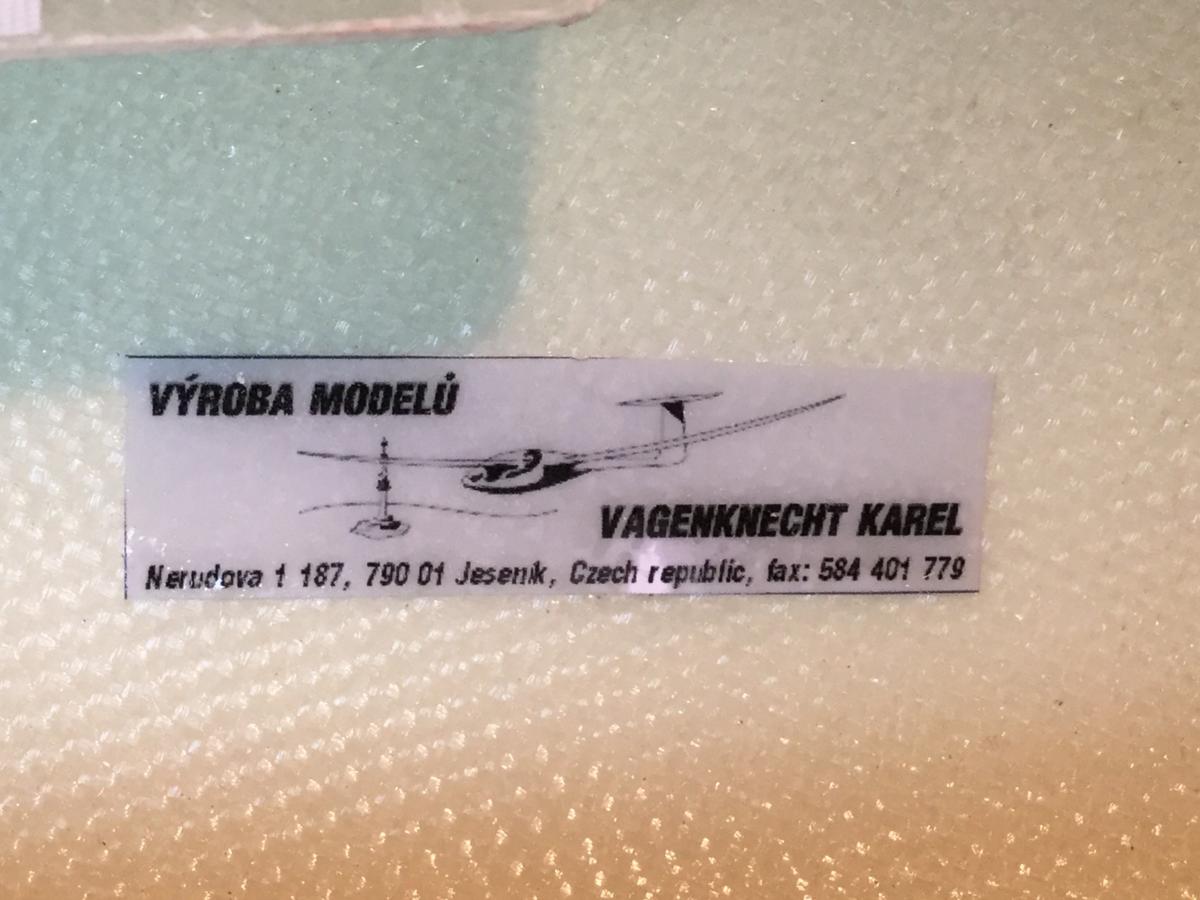 VÝROBA MODELŮ
VAGENKNECHT KAREL
Nerudova 1 187, 790 01 Jeseník, Czech republic, fax: 584 401 779